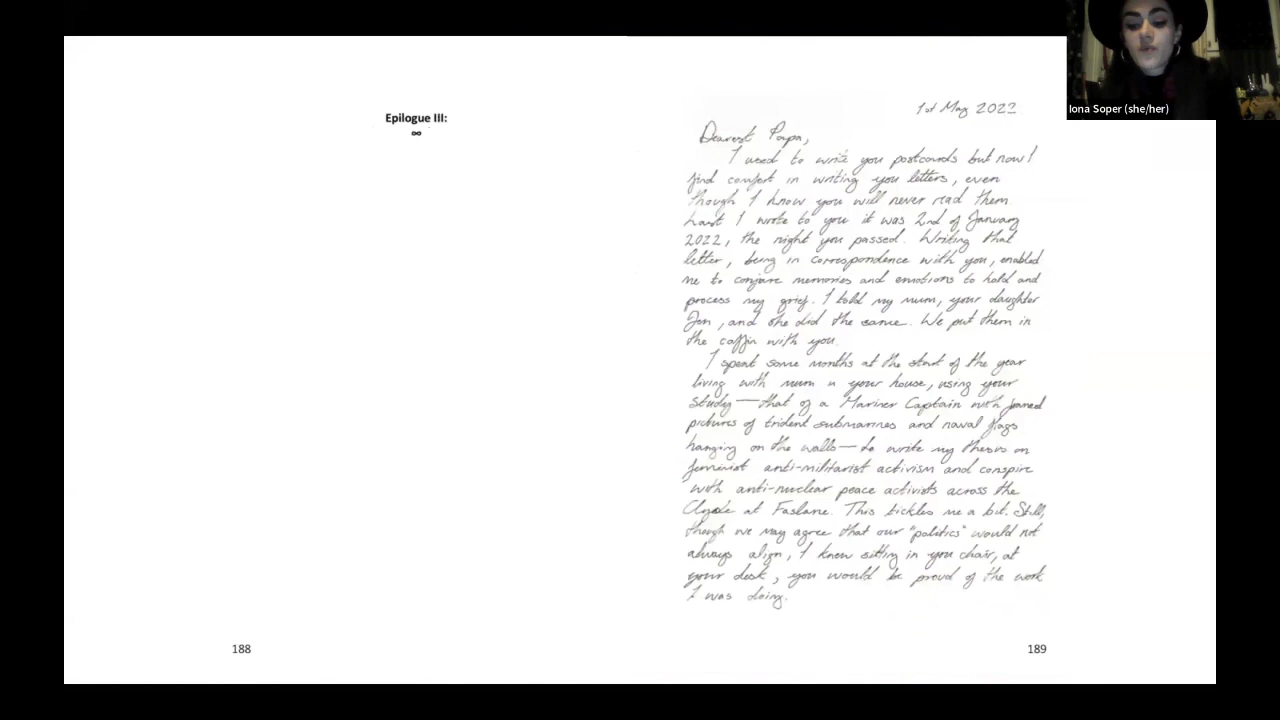 Iona Soper (she/her)
Epilogue III:
∞
1st May 2022
Dearest Papa,
I used to write you postcards but now I
find comfort in writing you letters, even
though I know you will never read them.
Last I wrote to you it was 2nd of January
2022, the night you passed. Writing that
letter, being in correspondence with you, enabled
me to conjure memories and emotions to hold and
process my grief. I told my mum, your daughter
Jen, and she did the same. We put them in
the coffin with you.
I spent some months at the start of the year
living with mum in your house, using your
study—that of a Mariner Captain with framed
pictures of trident submarines and naval flags
hanging on the walls—to write my thesis on
feminist anti-militarist activism and conspire
with anti-nuclear peace activists across the
Clyde at Faslane. This tickles me a bit. Still,
though we may agree that our "politics" would not
always align, I knew sitting in you chair, at
your desk, you would be proud of the work
I was doing.
188
189